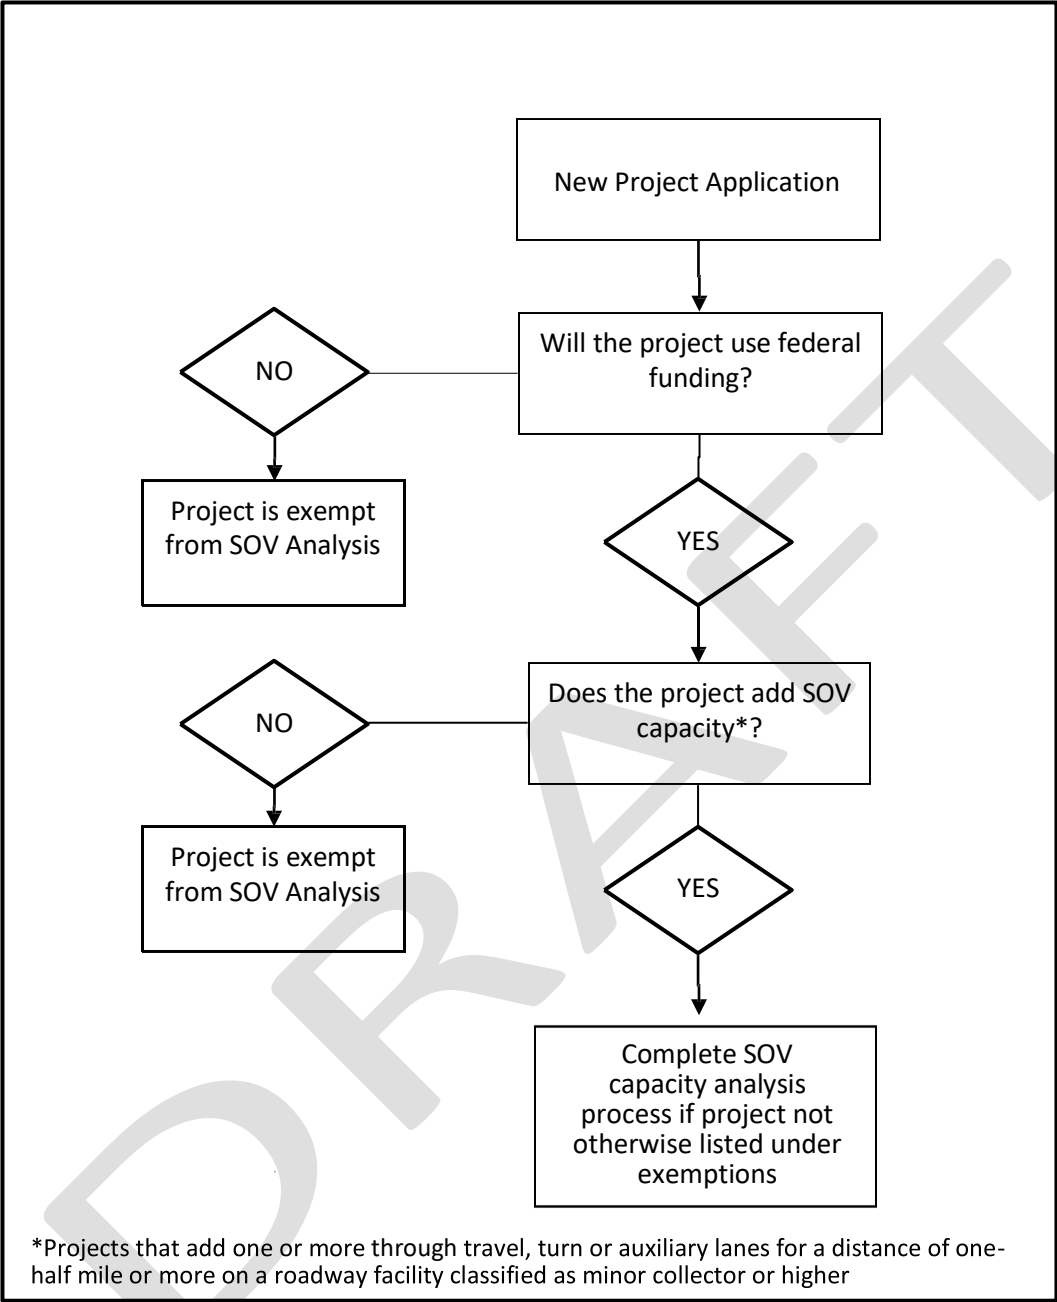 New Project Application
Will the project use federal
funding?
NO
Project is exempt
from SOV Analysis
YES
Does the project add SOV
capacity*?
NO
Project is exempt
from SOV Analysis
YES
Complete SOV
capacity analysis
process if project not
otherwise listed under
exemptions
*Projects that add one or more through travel, turn or auxiliary lanes for a distance of one-
half mile or more on a roadway facility classified as minor collector or higher
DRAFT